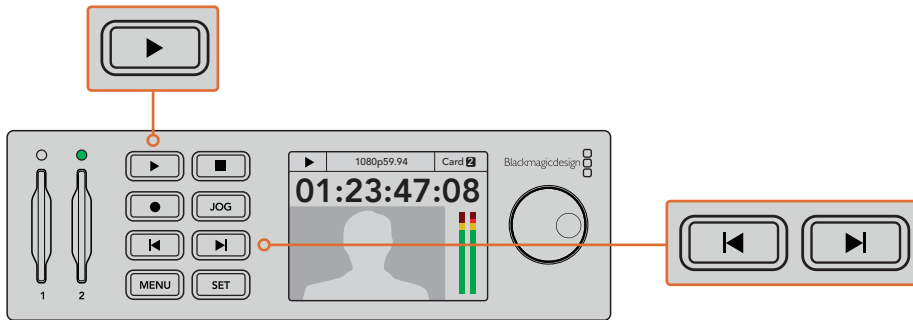 1080p59.94 Card 2
Blackmagicdesign
01:23:47:08
JOG
MENU SET
1 2